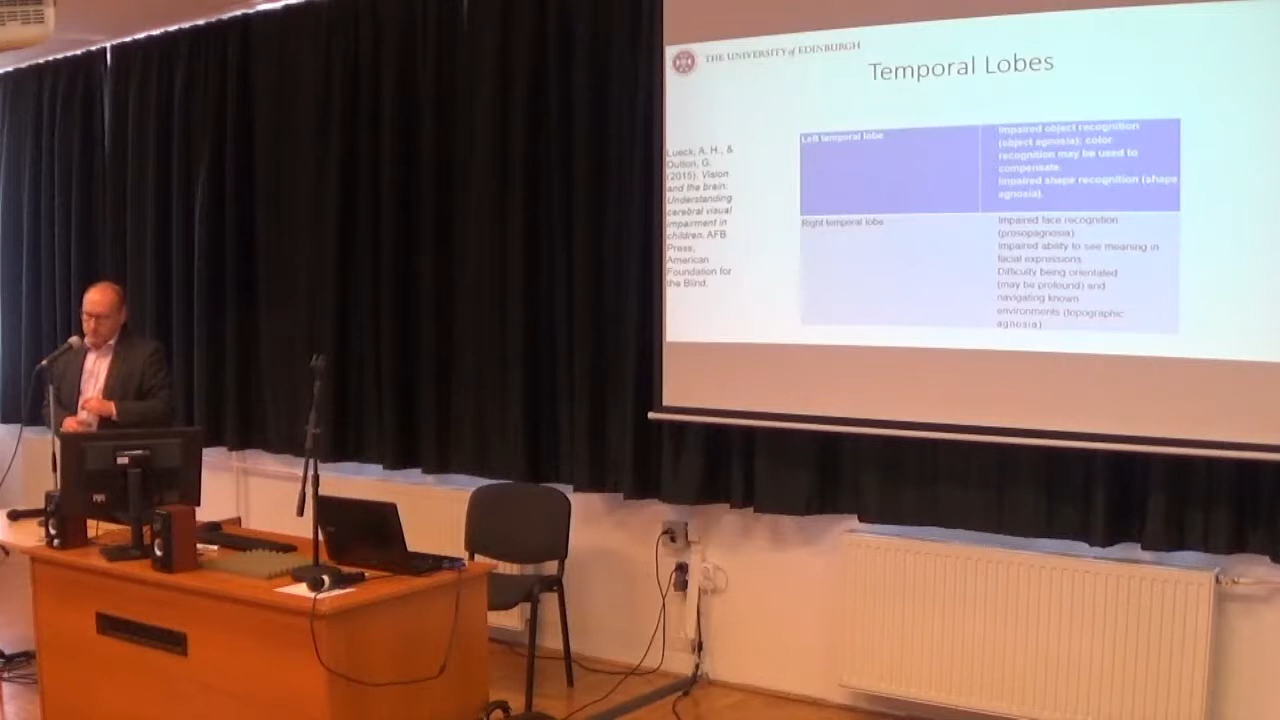 THE UNIVERSITY of EDINBURGH
Temporal Lobes
Lueck, A. H., &
Dutton, G.
(2015). Vision
and the brain:
Understanding
cerebral visual
impairment in
children. AFB
Press,
American
Foundation for
the Blind.
Left temporal lobe
Impaired object recognition
(object agnosia); color
recognition may be used to
compensate.
Impaired shape recognition (shape
agnosia).
Right temporal lobe
Impaired face recognition
(prosopagnosia)
Impaired ability to see meaning in
facial expressions
Difficulty being orientated
(may be profound) and
navigating known
environments (topographic
agnosia)